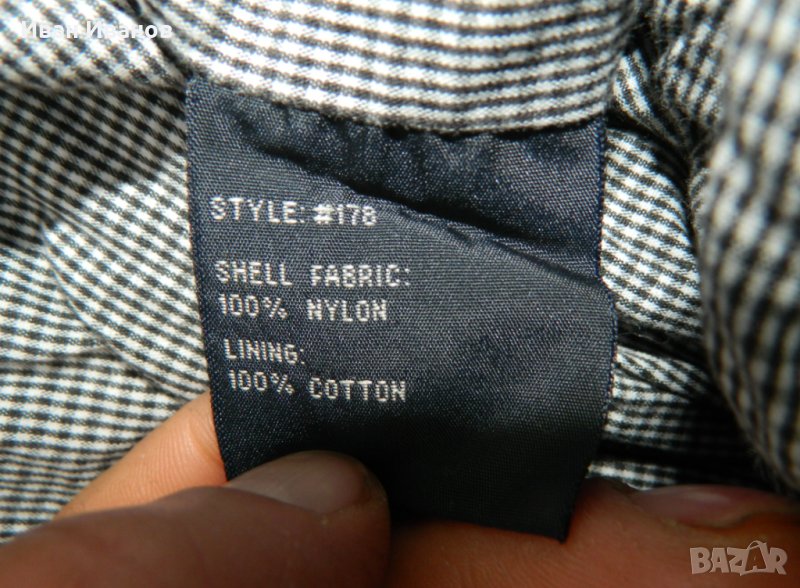 Иван Иванов
STYLE: #178
SHELL FABRIC:
100% NYLON
LINING:
100% COTTON
BAZAR